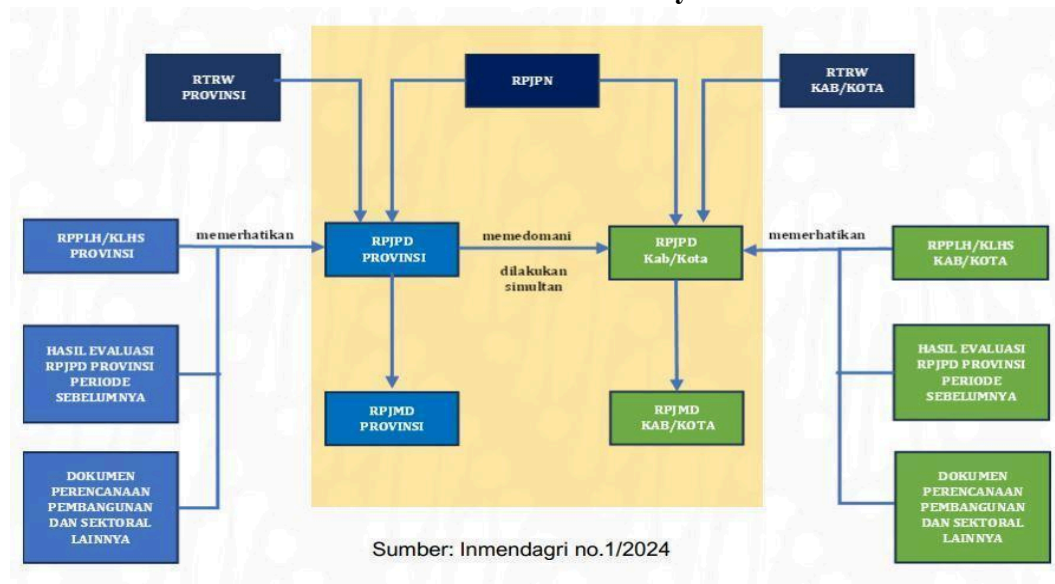 RTRW
PROVINSI
RPJPN
RTRW
KAB/KOTA
RPPLH/KLHS
PROVINSI
memerhatikan
RPJPD
PROVINSI
memedomani
dilakukan
simultan
RPJPD
Kab/Kota
memerhatikan
RPPLH/KLHS
KAB/KOTA
HASIL EVALUASI
RPJPD PROVINSI
PERIODE
SEBELUMNYA
RPJMD
PROVINSI
RPJMD
KAB/KOTA
HASIL EVALUASI
RPJPD PROVINSI
PERIODE
SEBELUMNYA
DOKUMEN
PERENCANAAN
PEMBANGUNAN
DAN SEKTORAL
LAINNYA
DOKUMEN
PERENCANAAN
PEMBANGUNAN
DAN SEKTORAL
LAINNYA
Sumber: Inmendagri no.1/2024